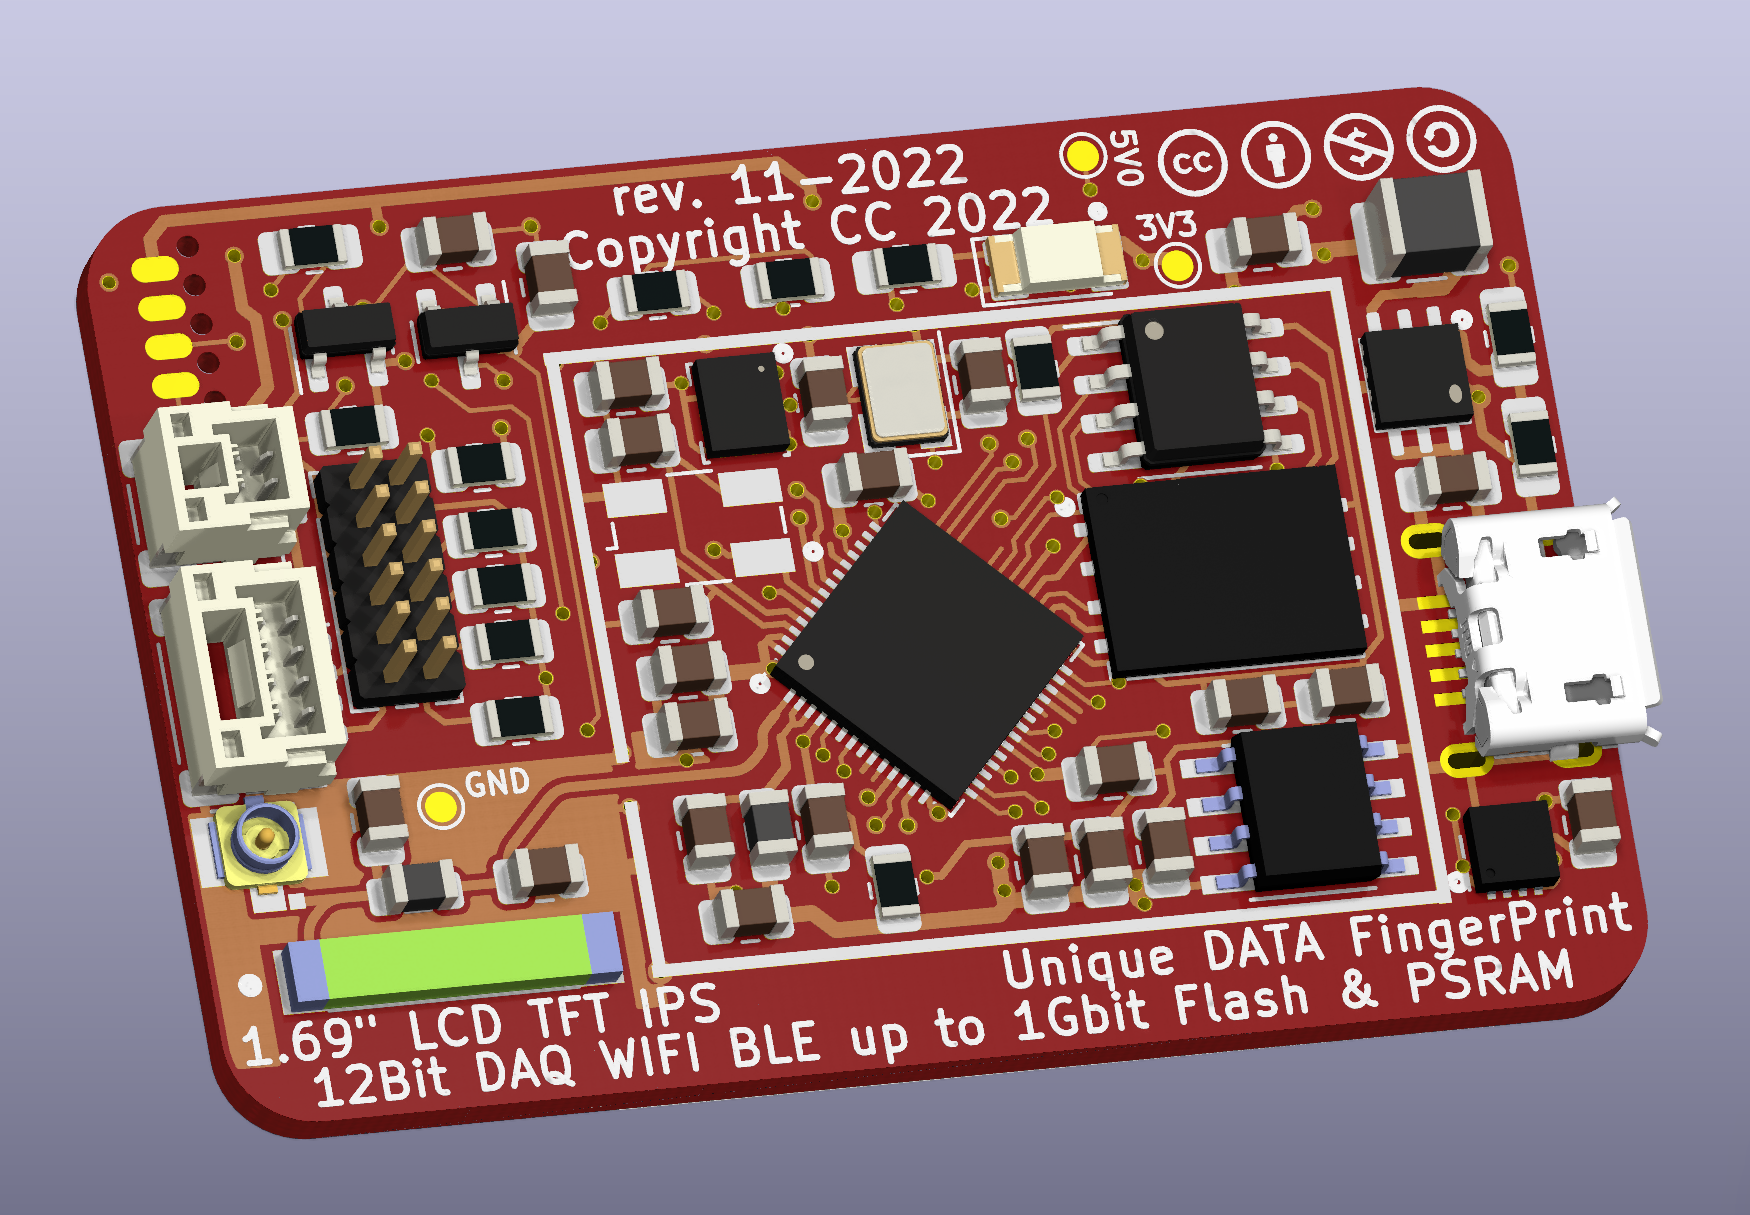 rev. 11-2022
Copyright CC 2022
5V0
cc
3V3
GND
Unique DATA FingerPrint
1.69" LCD TFT IPS
12Bit DAQ WIFI BLE up to 1Gbit Flash & PSRAM